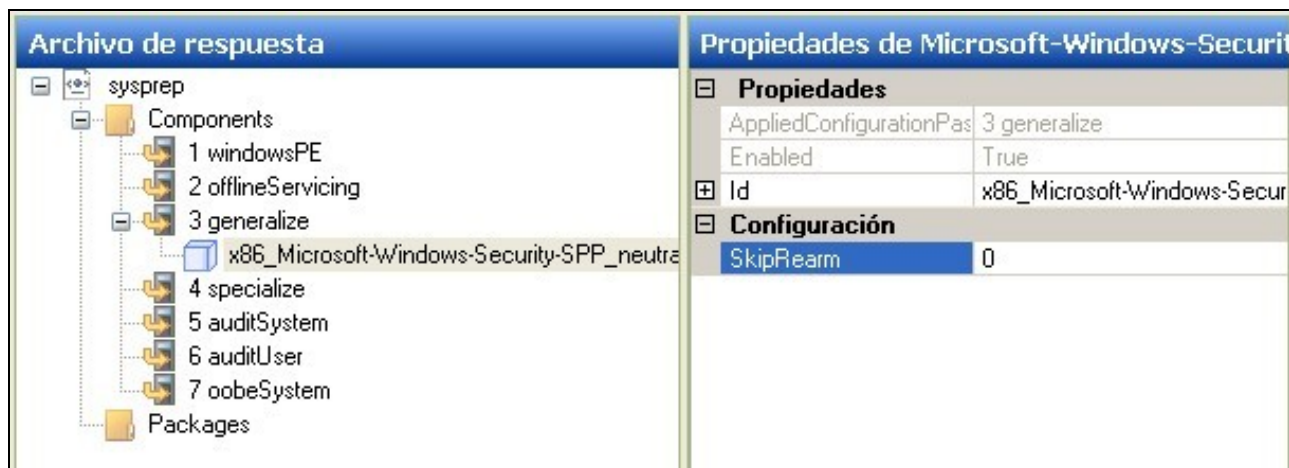 Archivo de respuesta
sysprep
Components
1 windowsPE
2 offlineServicing
3 generalize
x86_Microsoft-Windows-Security-SPP_neutra
4 specialize
5 auditSystem
6 auditUser
7 oobeSystem
Packages
Propiedades de Microsoft-Windows-Securit
Propiedades
AppliedConfigurationPas 3 generalize
Enabled True
Id x86_Microsoft-Windows-Secur
Configuración
SkipRearm 0